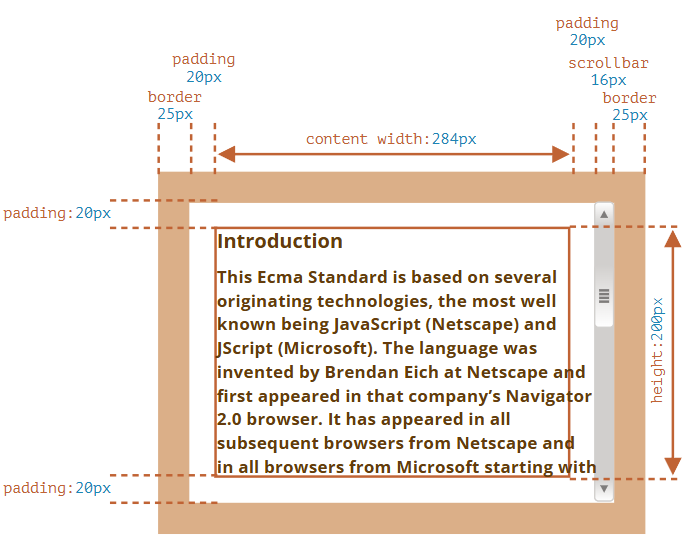 padding
20px
scrollbar
16px
border
25px
padding
20px
border
25px
content width:284px
padding:20px
Introduction
This Ecma Standard is based on several
originating technologies, the most well
known being JavaScript (Netscape) and
JScript (Microsoft). The language was
invented by Brendan Eich at Netscape and
first appeared in that company’s Navigator
2.0 browser. It has appeared in all
subsequent browsers from Netscape and
in all browsers from Microsoft starting with
height:200px
padding:20px